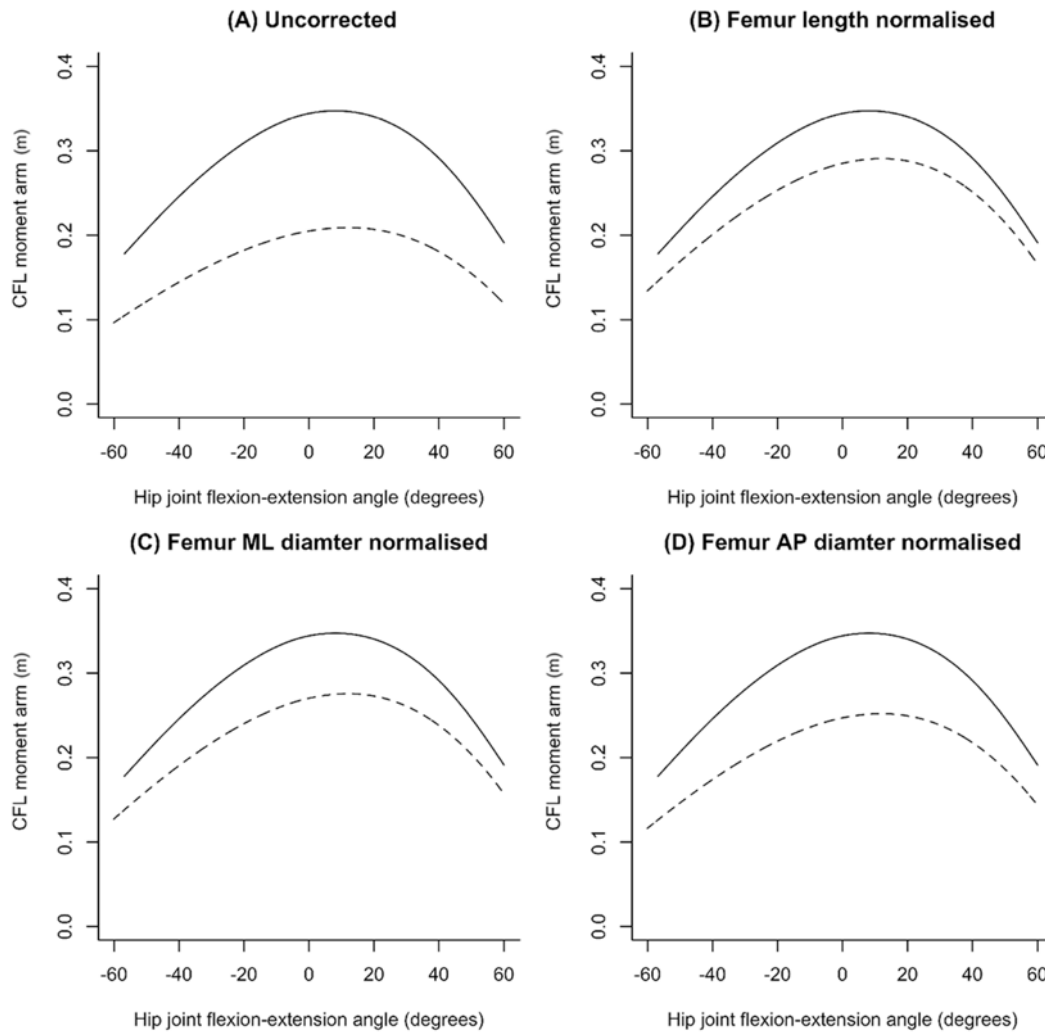 (A) Uncorrected
(B) Femur length normalised
CFL moment arm (m)
0.4
0.3
0.2
0.1
0.0
-60 -40 -20 0 20 40 60
Hip joint flexion-extension angle (degrees)
CFL moment arm (m)
0.4
0.3
0.2
0.1
0.0
-60 -40 -20 0 20 40 60
Hip joint flexion-extension angle (degrees)
(C) Femur ML diamter normalised
(D) Femur AP diamter normalised
CFL moment arm (m)
0.4
0.3
0.2
0.1
0.0
-60 -40 -20 0 20 40 60
Hip joint flexion-extension angle (degrees)
CFL moment arm (m)
0.4
0.3
0.2
0.1
0.0
-60 -40 -20 0 20 40 60
Hip joint flexion-extension angle (degrees)